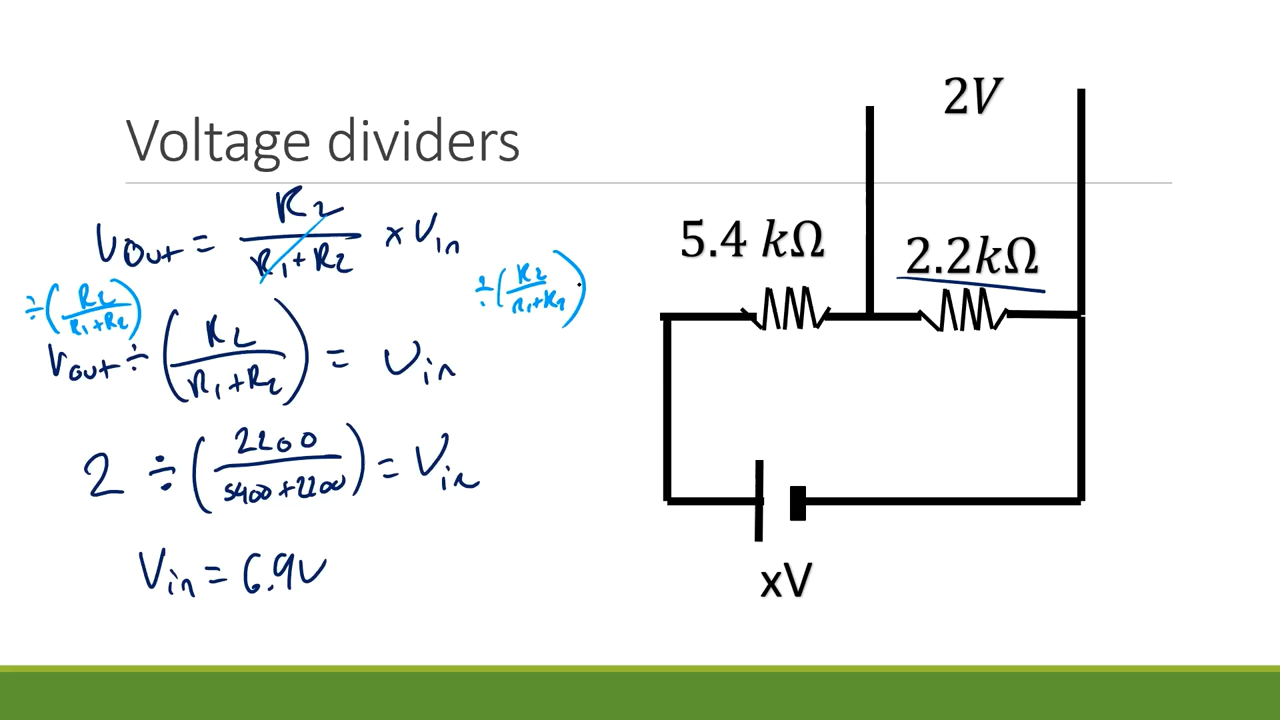 Voltage dividers
Vout = R2 / (R1 + R2) × Vin
÷(R2 / (R1+R2))
÷(R2 / (R1+R2))
Vout ÷ (R2 / (R1+R2)) = Vin
2 ÷ (2200 / (5400+2200)) = Vin
Vin = 6.9V
2V
5.4 kΩ
2.2kΩ
xV